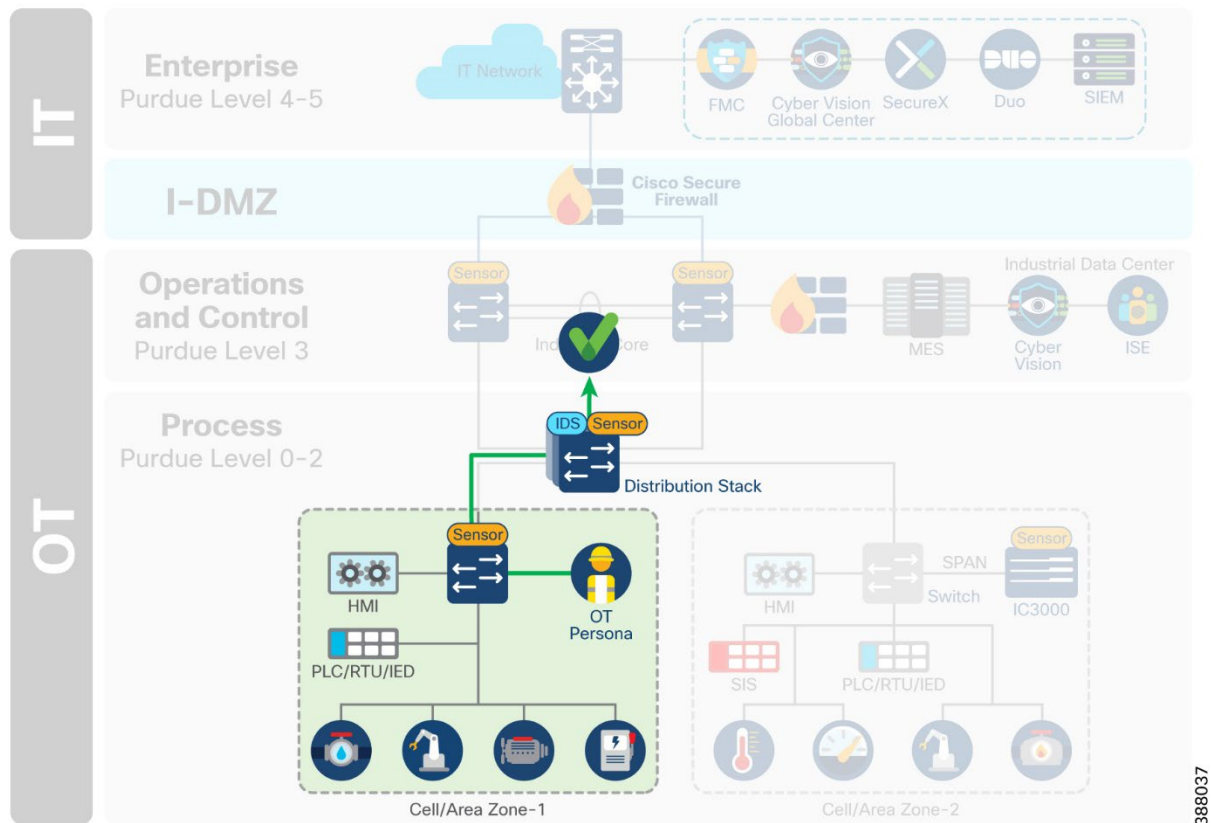 IT
Enterprise
Purdue Level 4-5
IT Network
FMC
Cyber Vision
Global Center
SecureX
DUO
Duo
SIEM
I-DMZ
Cisco Secure
Firewall
OT
Operations
and Control
Purdue Level 3
Sensor
Sensor
Industrial Data Center
MES
Cyber
Vision
ISE
Process
Purdue Level 0-2
IDS
Sensor
Distribution Stack
Sensor
HMI
OT
Persona
PLC/RTU/IED
Cell/Area Zone-1
Sensor
SPAN
HMI
Switch
IC3000
SIS
PLC/RTU/IED
Cell/Area Zone-2
388037